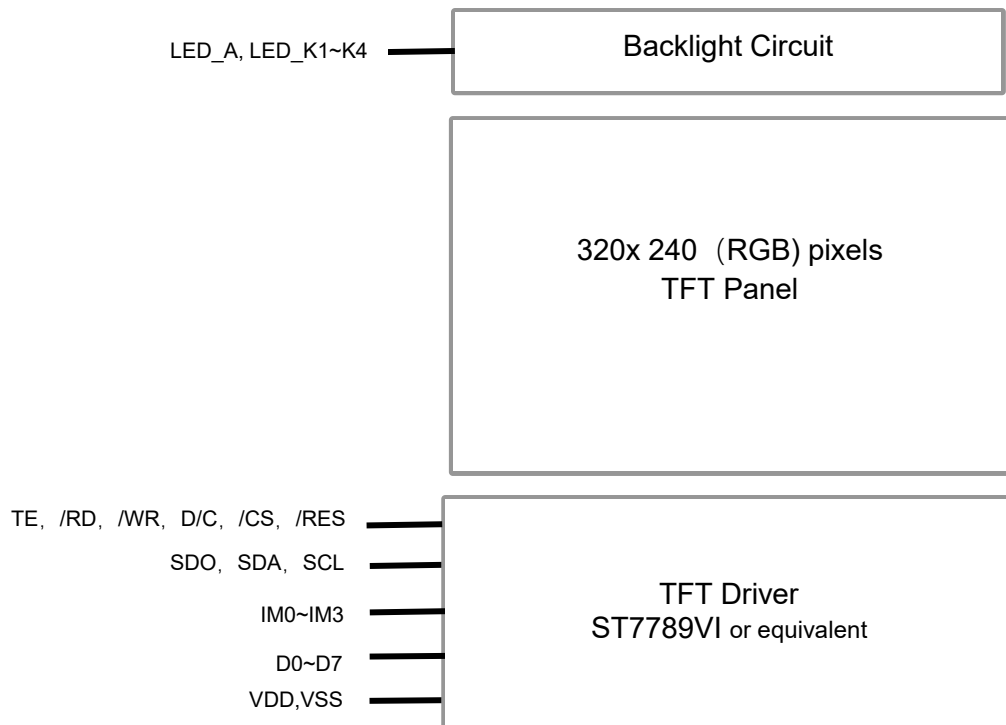 LED_A, LED_K1~K4
Backlight Circuit
320x 240（RGB) pixels
TFT Panel
TE，/RD，/WR，D/C，/CS，/RES
SDO，SDA，SCL
IM0~IM3
D0~D7
VDD,VSS
TFT Driver
ST7789VI or equivalent